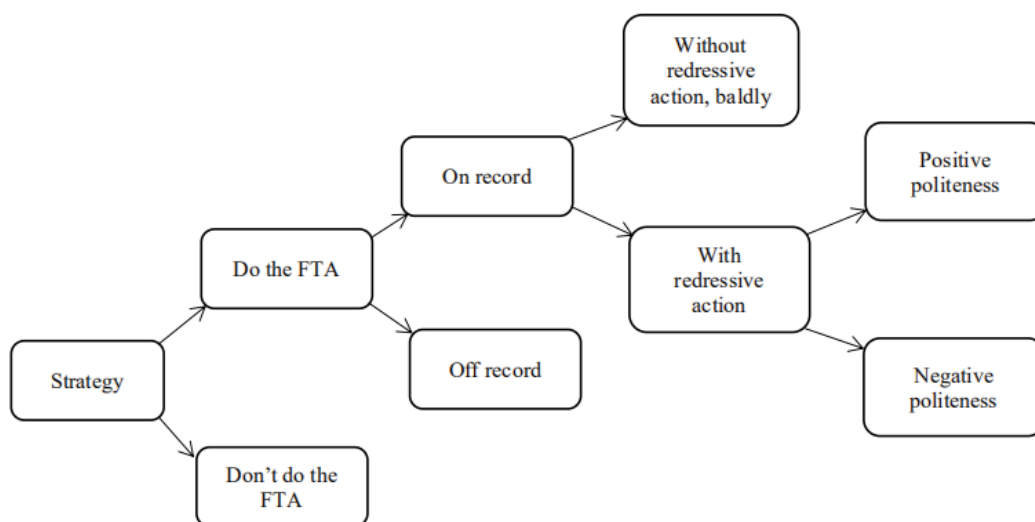 Without
redressive
action, baldly
On record
Positive
politeness
Do the FTA
With
redressive
action
Off record
Strategy
Negative
politeness
Don’t do the
FTA